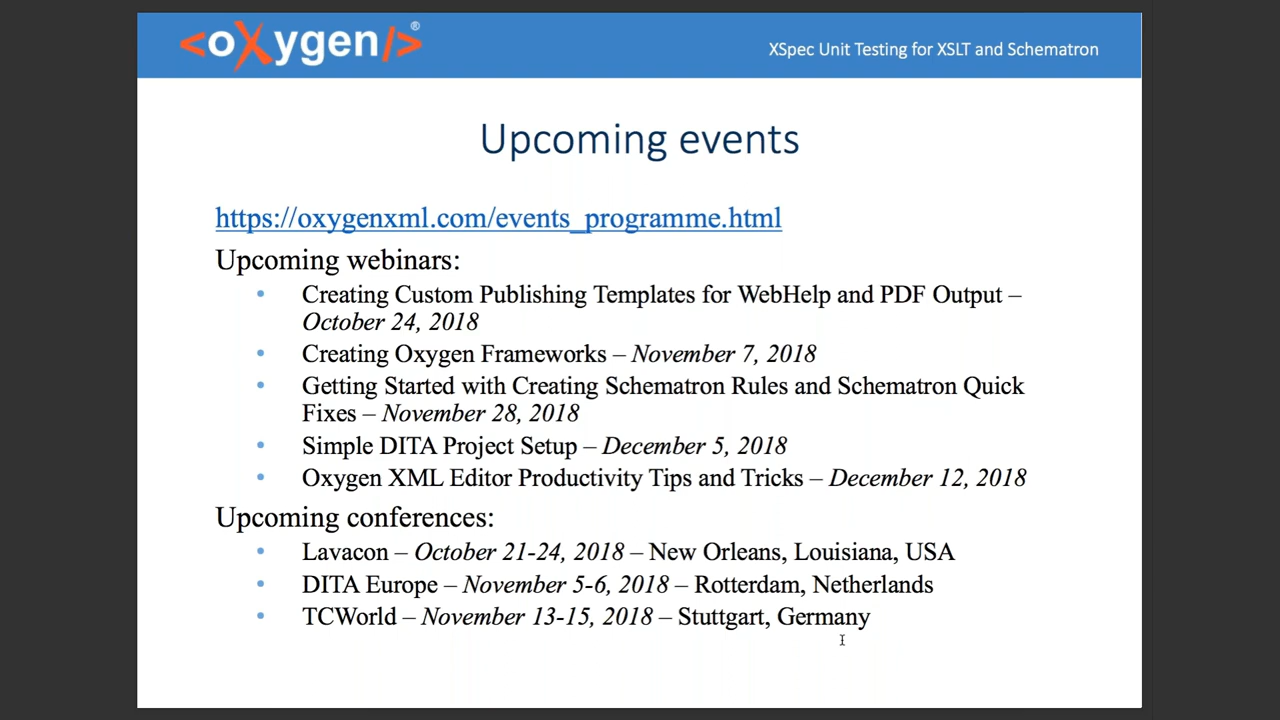 <oXygen/>®
XSpec Unit Testing for XSLT and Schematron
Upcoming events
https://oxygenxml.com/events_programme.html
Upcoming webinars:
• Creating Custom Publishing Templates for WebHelp and PDF Output –
October 24, 2018
• Creating Oxygen Frameworks – November 7, 2018
• Getting Started with Creating Schematron Rules and Schematron Quick
Fixes – November 28, 2018
• Simple DITA Project Setup – December 5, 2018
• Oxygen XML Editor Productivity Tips and Tricks – December 12, 2018
Upcoming conferences:
• Lavacon – October 21-24, 2018 – New Orleans, Louisiana, USA
• DITA Europe – November 5-6, 2018 – Rotterdam, Netherlands
• TCWorld – November 13-15, 2018 – Stuttgart, Germany